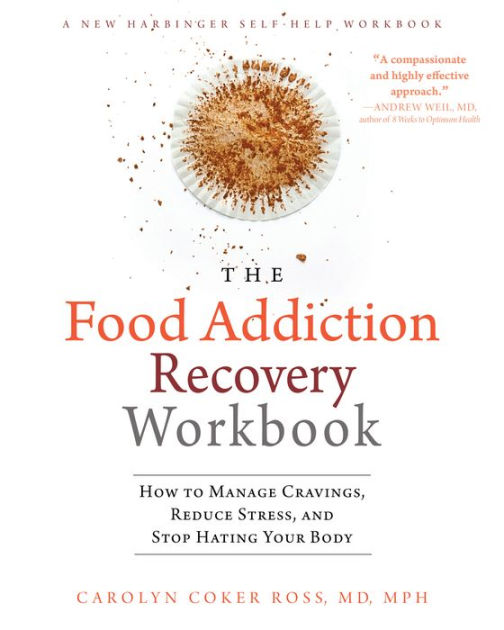 A NEW HARBINGER SELF-HELP WORKBOOK
“A compassionate
and highly effective
approach.”
—ANDREW WEIL, MD,
author of 8 Weeks to Optimum Health
THE
Food Addiction
Recovery
Workbook
HOW TO MANAGE CRAVINGS,
REDUCE STRESS, AND
STOP HATING YOUR BODY
CAROLYN COKER ROSS, MD, MPH